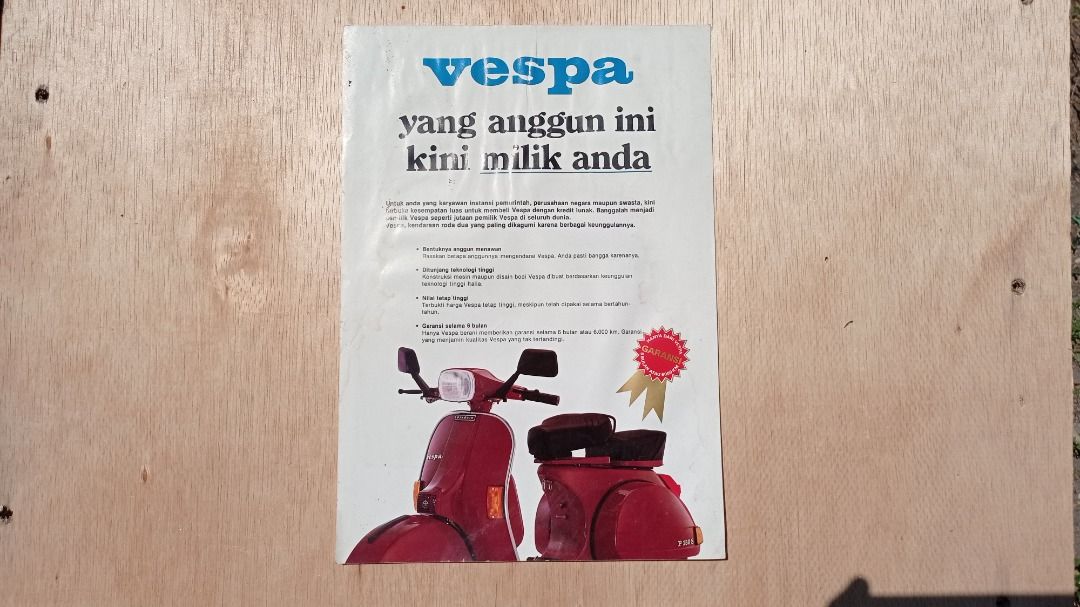 vespa
yang anggun ini
kini milik anda
Untuk anda yang karyawan instansi pemerintah, perusahaan negara maupun swasta, kini
terbuka kesempatan luas untuk membeli Vespa dengan kredit lunak. Banggalah menjadi
pemilik Vespa seperti jutaan pemilik Vespa di seluruh dunia.
Vespa, kendaraan roda dua yang paling dikagumi karena berbagai keunggulannya.
• Bentuknya anggun menawan
Rasakan betapa anggunnya mengendarai Vespa. Anda pasti bangga karenanya.
• Ditunjang teknologi tinggi
Konstruksi mesin maupun disain bodi Vespa dibuat berdasarkan keunggulan
teknologi tinggi Italia.
• Nilai tetap tinggi
Terbukti harga Vespa tetap tinggi, meskipun telah dipakai selama bertahun-
tahun.
• Garansi selama 6 bulan
Hanya Vespa berani memberikan garansi selama 6 bulan atau 6.000 km. Garansi
yang menjamin kualitas Vespa yang tak tertandingi.
GARANSI
vespa